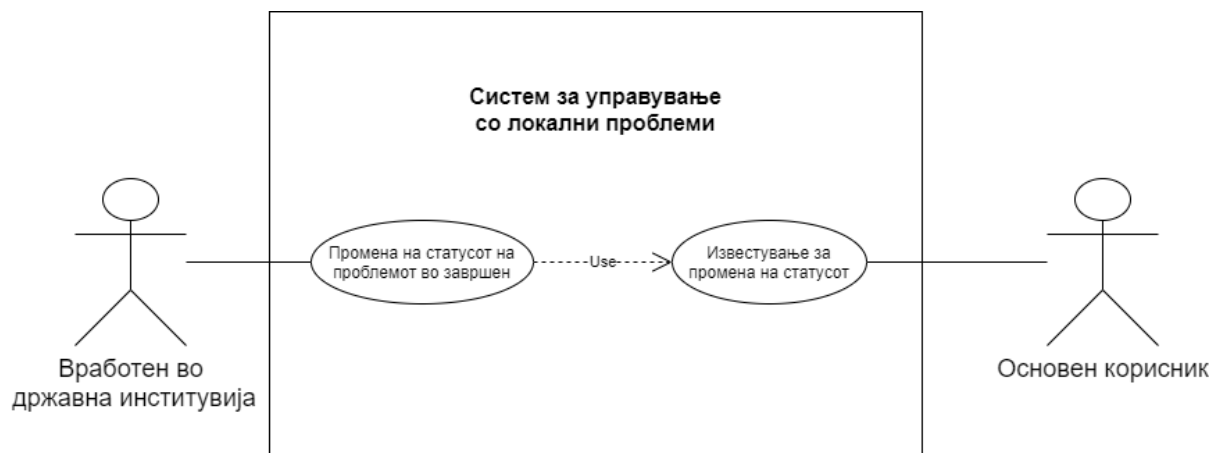 Систем за управување
со локални проблеми
Промена на статусот на
проблемот во завршен
Use
Известување за
промена на статусот
Вработен во
државна институвија
Основен корисник